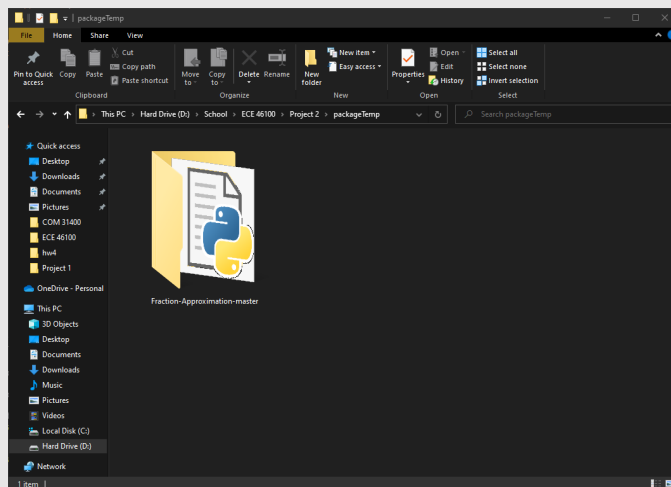 packageTemp
File Home Share View
Pin to Quick access
Copy
Paste
Cut
Copy path
Paste shortcut
Clipboard
Move to
Copy to
Delete
Rename
Organize
New folder
New item
Easy access
New
Properties
Open
Edit
History
Open
Select all
Select none
Invert selection
Select
This PC > Hard Drive (D:) > School > ECE 46100 > Project 2 > packageTemp
Search packageTemp
Quick access
Desktop
Downloads
Documents
Pictures
COM 31400
ECE 46100
hw4
Project 1
OneDrive - Personal
This PC
3D Objects
Desktop
Documents
Downloads
Music
Pictures
Videos
Local Disk (C:)
Hard Drive (D:)
Network
Fraction-Approximation-master
1 item